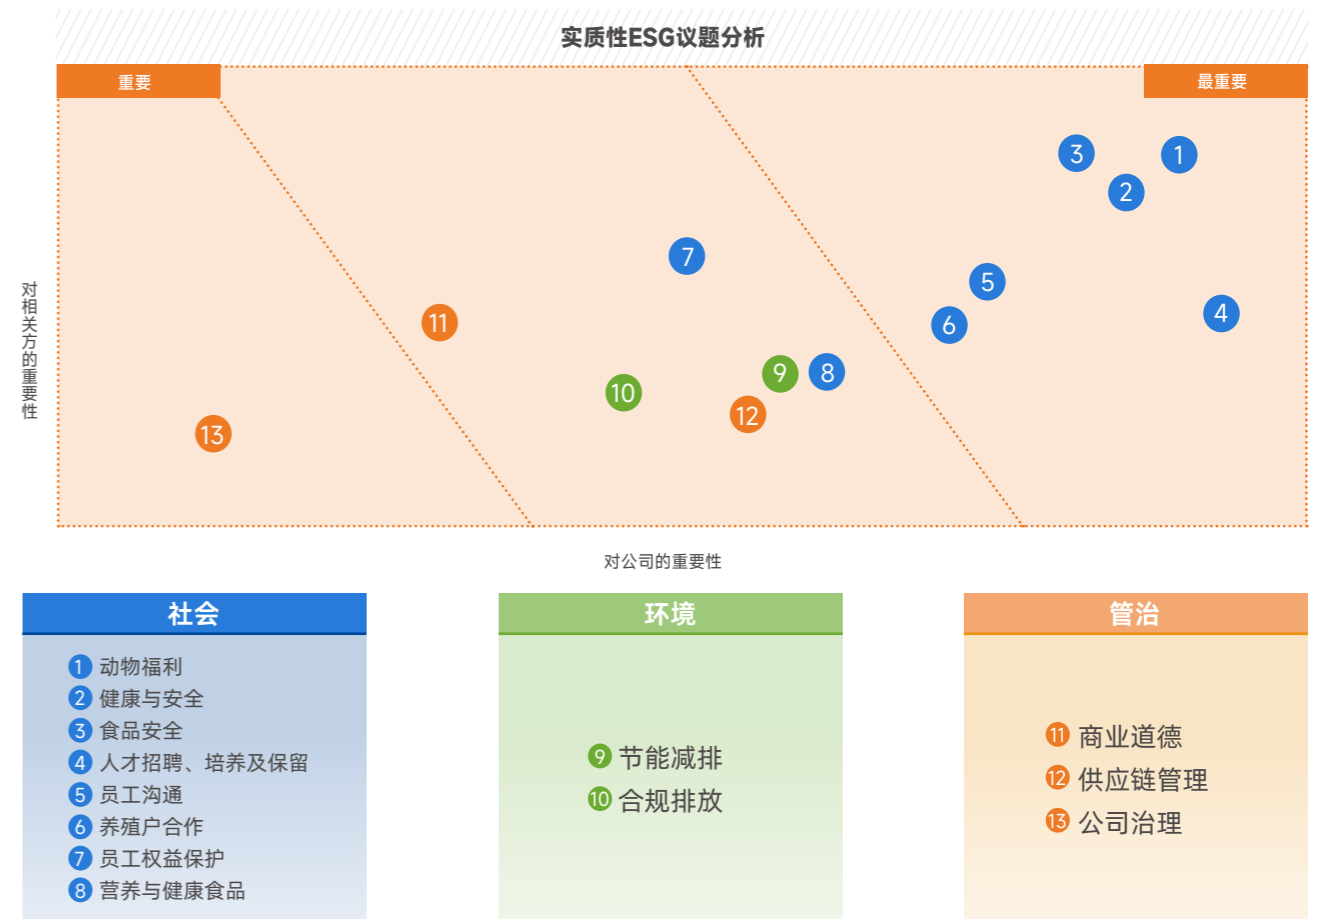 实质性ESG议题分析
重要
最重要
3
1
2
7
5
4
11
6
9
8
10
12
13
对相关方的重要性
对公司的重要性
社会
1 动物福利
2 健康与安全
3 食品安全
4 人才招聘、培养及保留
5 员工沟通
6 养殖户合作
7 员工权益保护
8 营养与健康食品
环境
9 节能减排
10 合规排放
管治
11 商业道德
12 供应链管理
13 公司治理